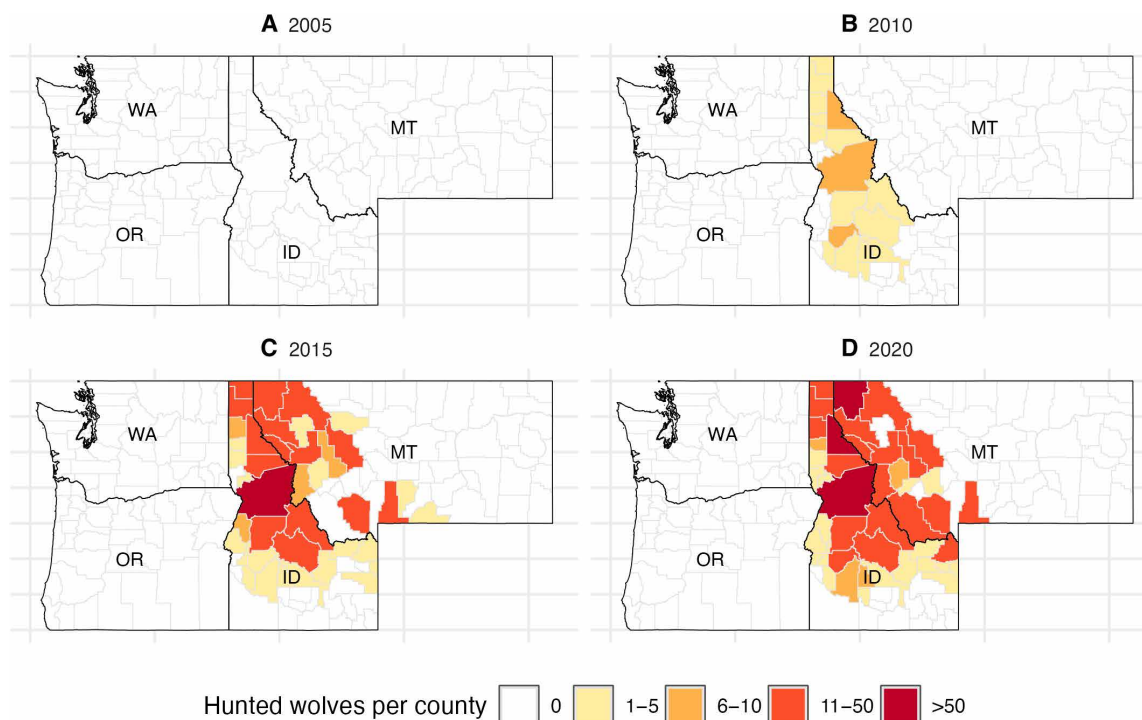 A 2005
B 2010
WA
MT
OR
ID
WA
MT
OR
ID
C 2015
D 2020
WA
MT
OR
ID
WA
MT
OR
ID
Hunted wolves per county 0 1–5 6–10 11–50 >50